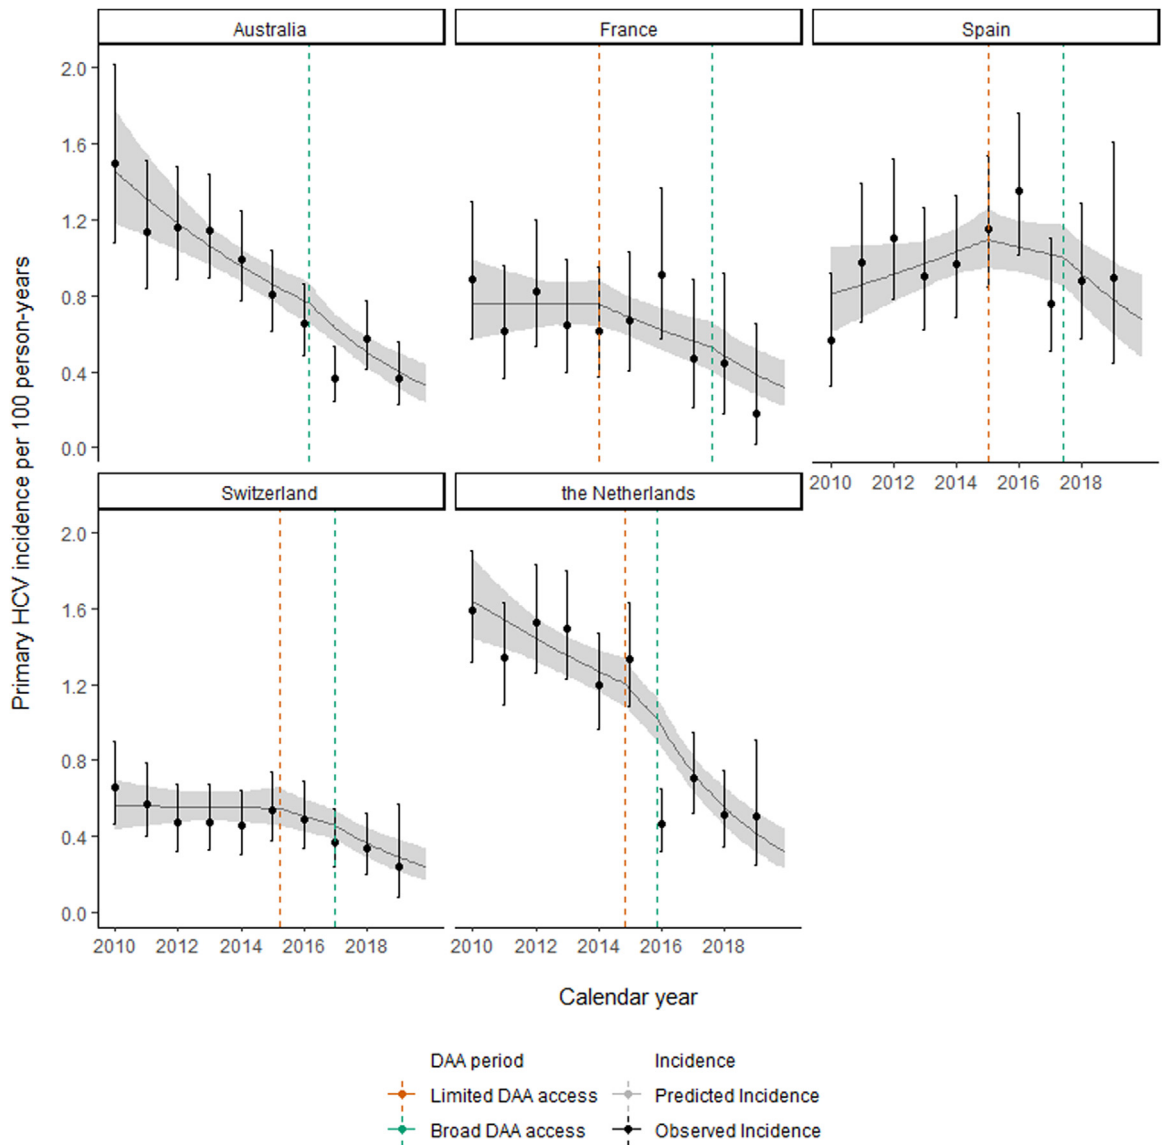 Australia
France
Spain
Primary HCV incidence per 100 person-years
2.0
1.6
1.2
0.8
0.4
0.0
2010 2012 2014 2016 2018
Switzerland
the Netherlands
2.0
1.6
1.2
0.8
0.4
0.0
2010 2012 2014 2016 2018
2010 2012 2014 2016 2018
Calendar year
DAA period
Limited DAA access
Broad DAA access
Incidence
Predicted Incidence
Observed Incidence